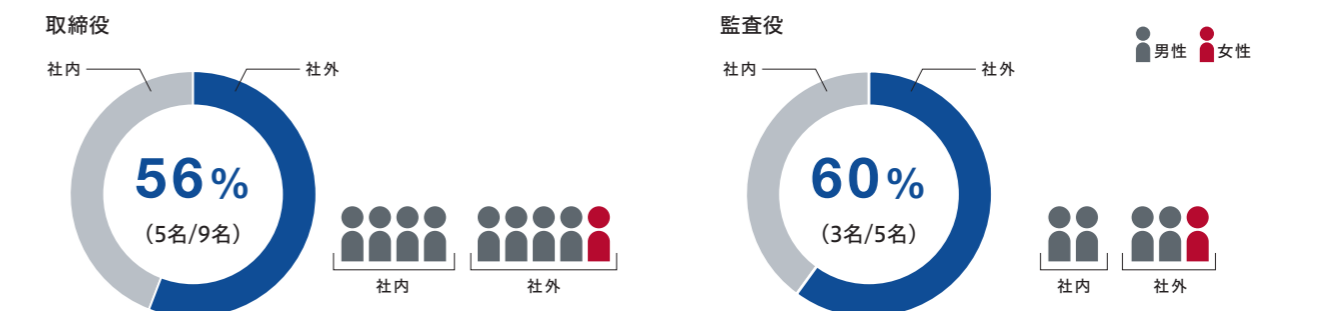 取締役
社内
社外
56%
（5名/9名）
社内
社外
監査役
男性
女性
社内
社外
60%
（3名/5名）
社内
社外